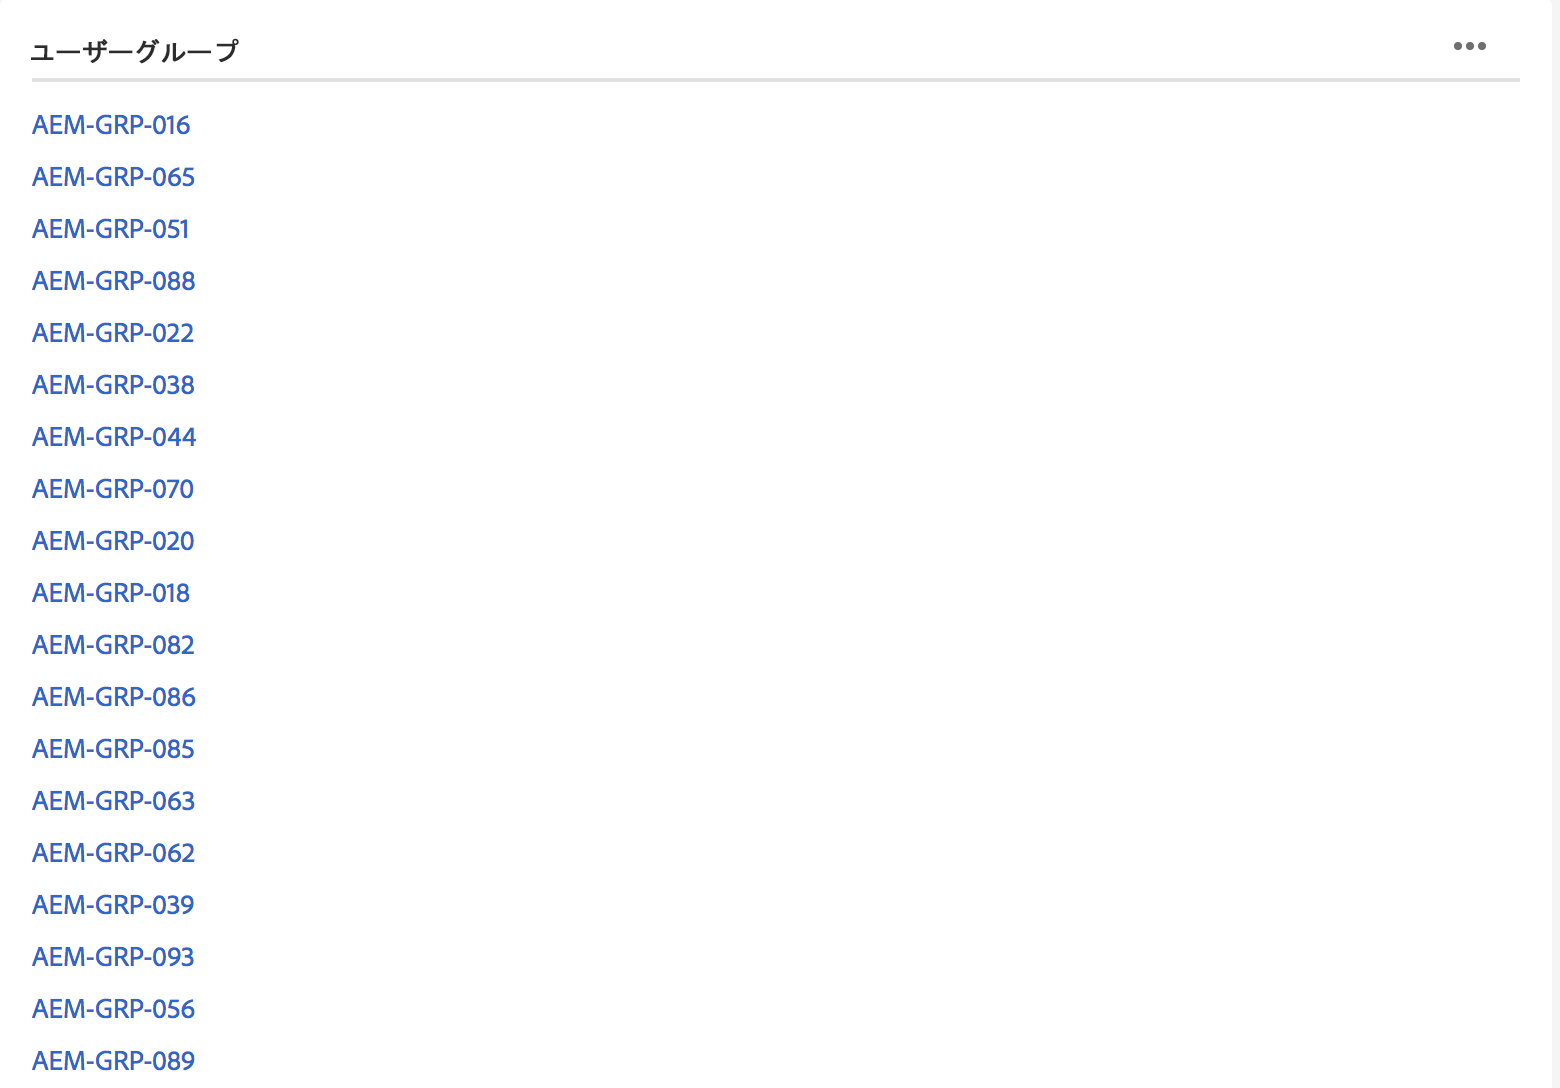 ユーザーグループ
AEM-GRP-016
AEM-GRP-065
AEM-GRP-051
AEM-GRP-088
AEM-GRP-022
AEM-GRP-038
AEM-GRP-044
AEM-GRP-070
AEM-GRP-020
AEM-GRP-018
AEM-GRP-082
AEM-GRP-086
AEM-GRP-085
AEM-GRP-063
AEM-GRP-062
AEM-GRP-039
AEM-GRP-093
AEM-GRP-056
AEM-GRP-089